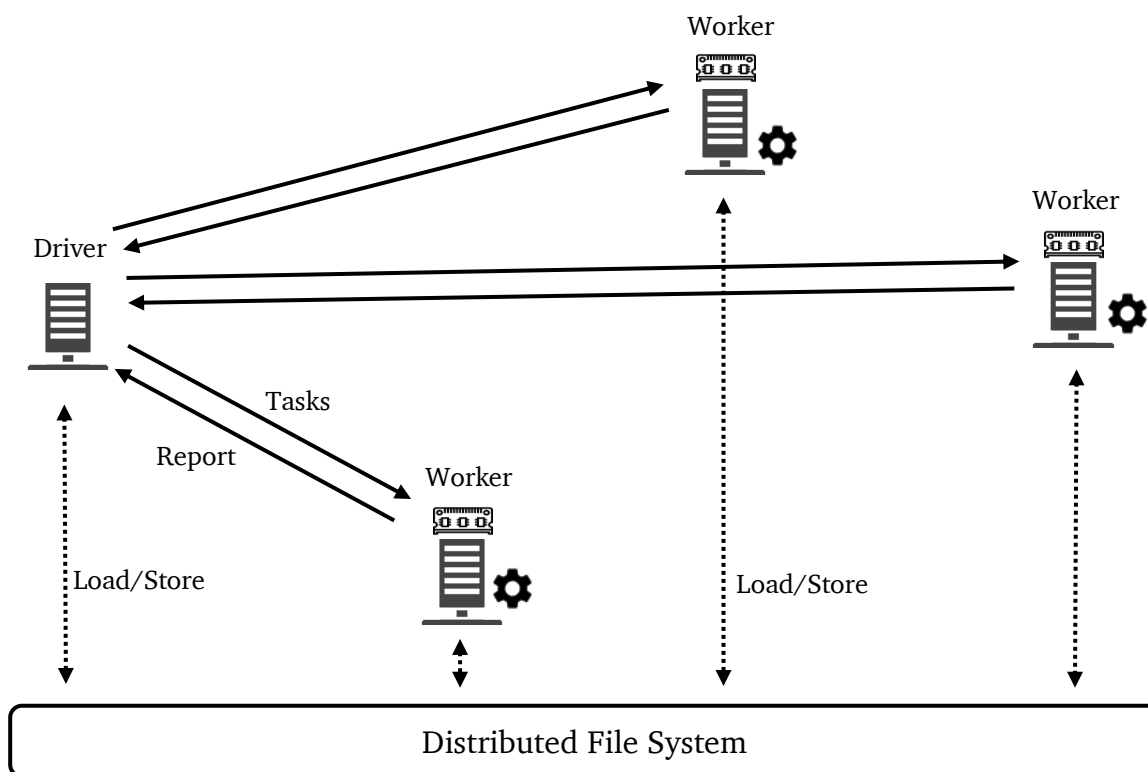 Worker
Worker
Driver
Tasks
Report
Worker
Load/Store
Load/Store
Distributed File System